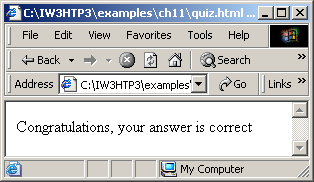 C:\IW3HTP3\examples\ch11\quiz.html
File Edit View Favorites Tools Help
Back Search
Address C:\IW3HTP3\examples' Go Links
Congratulations, your answer is correct
My Computer